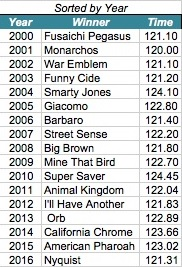 Sorted by Year
Year Winner Time
2000 Fusaichi Pegasus 121.10
2001 Monarchos 120.00
2002 War Emblem 121.10
2003 Funny Cide 121.20
2004 Smarty Jones 124.10
2005 Giacomo 122.80
2006 Barbaro 121.40
2007 Street Sense 122.20
2008 Big Brown 121.80
2009 Mine That Bird 122.70
2010 Super Saver 124.45
2011 Animal Kingdom 122.04
2012 I'll Have Another 121.83
2013 Orb 122.89
2014 California Chrome 123.66
2015 American Pharoah 123.02
2016 Nyquist 121.31